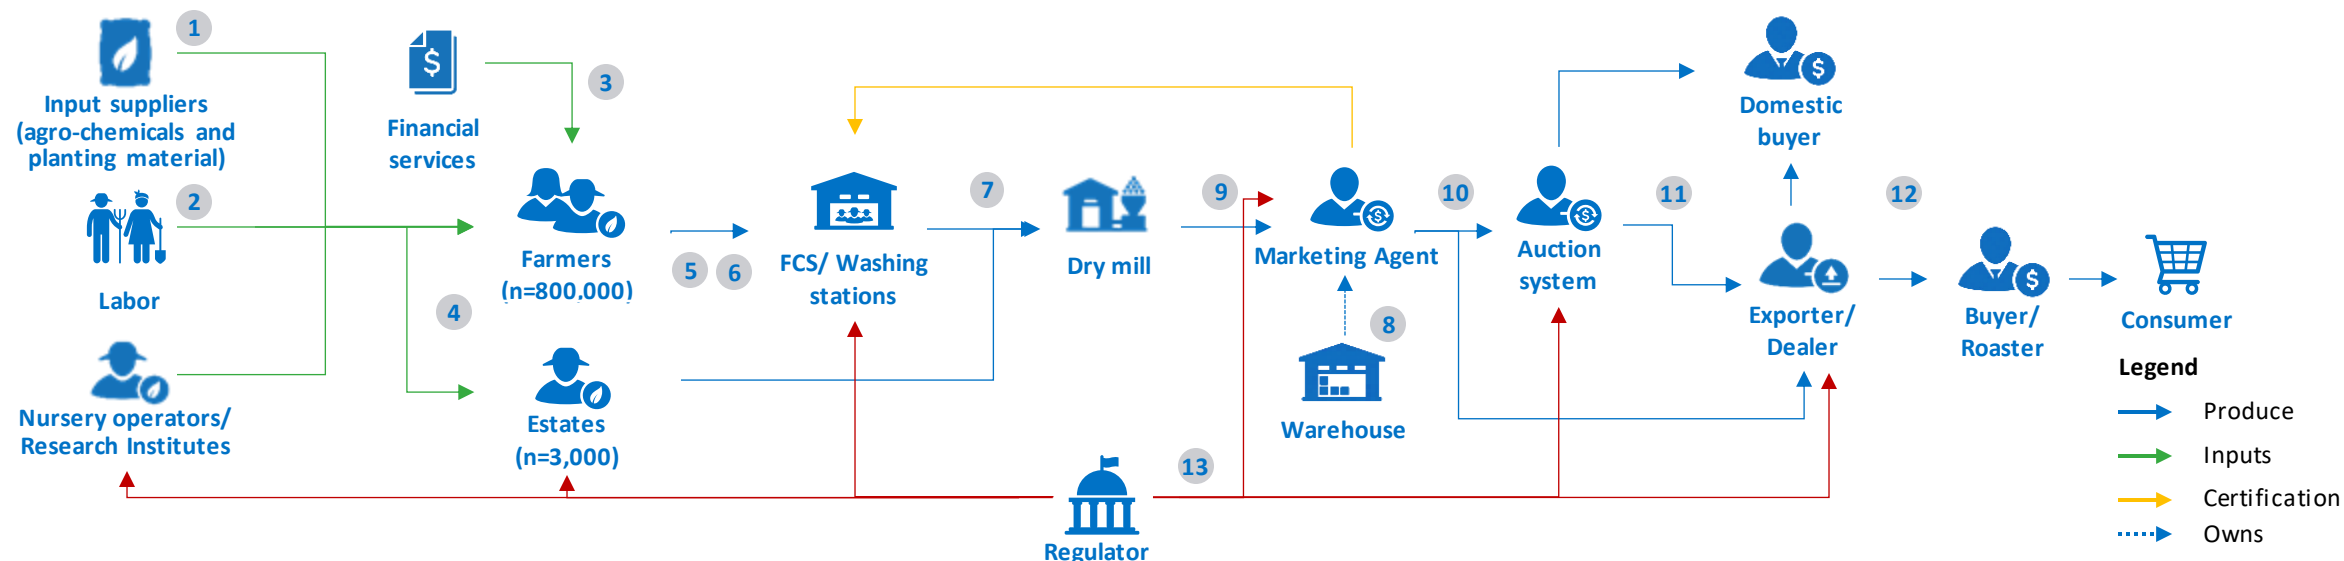 1
Input suppliers
(agro-chemicals and
planting material)
2
Labor
Nursery operators/
Research Institutes
Financial
services
3
4
Farmers
(n=800,000)
Estates
(n=3,000)
5
6
FCS/ Washing
stations
7
Dry mill
9
Marketing Agent
8
Warehouse
10
Auction
system
11
Domestic
buyer
12
Exporter/
Dealer
Buyer/
Roaster
Consumer
13
Regulator
Legend
Produce
Inputs
Certification
Owns